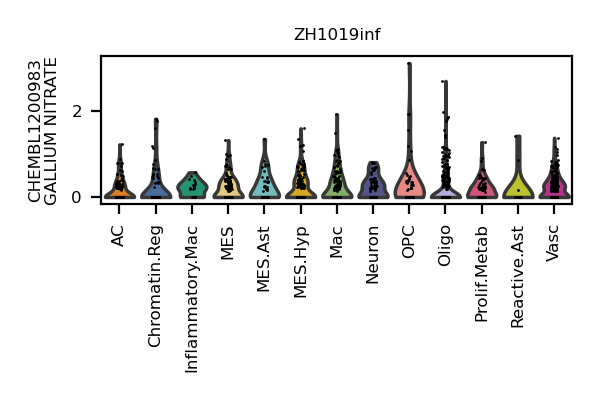 ZH1019inf
CHEMBL1200983
GALLIUM NITRATE
2
0
AC
Chromatin.Reg
Inflammatory.Mac
MES
MES.Ast
MES.Hyp
Mac
Neuron
OPC
Oligo
Prolif.Metab
Reactive.Ast
Vasc